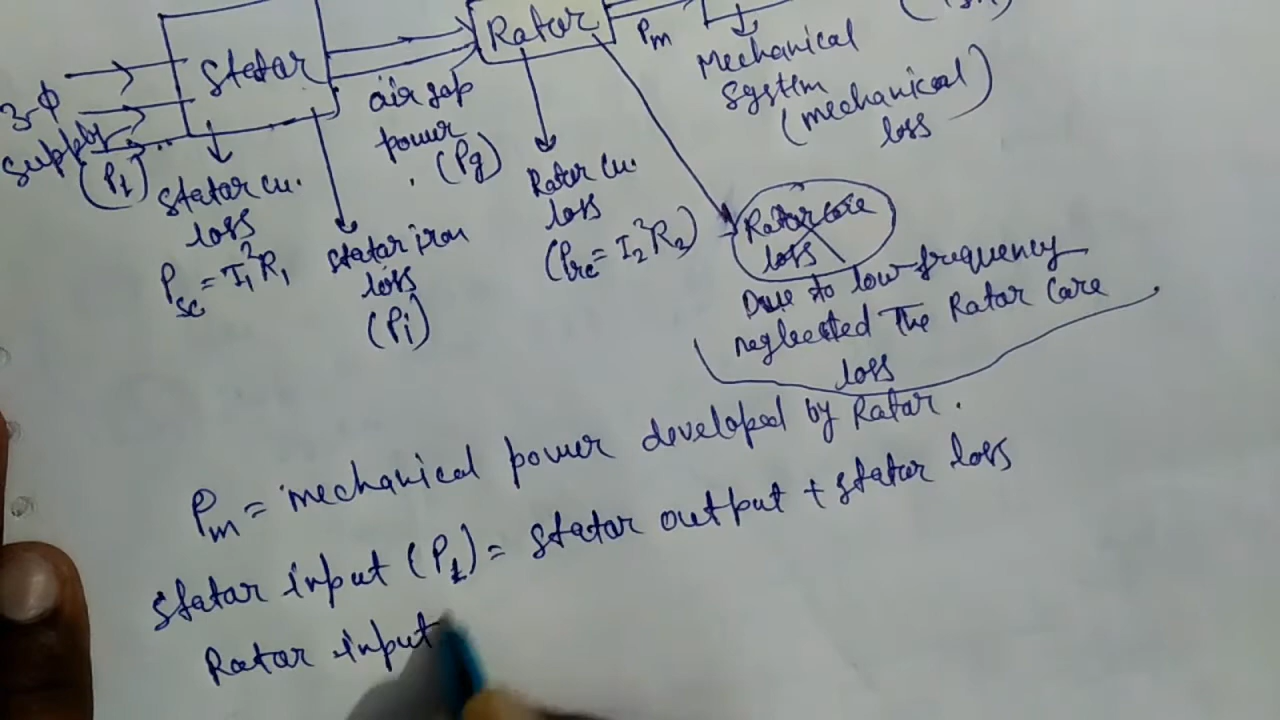 Stator
Rotor
Pm
3-ϕ
supply
(P1)
air gap
power
(Pg)
Mechanical
System
(mechanical)
loss
Stator cu.
loss
Psc = I1²R1
Stator iron
loss
(Pi)
Rotor cu.
loss
(Prc = I2²R2)
Rotor core
loss
Due to low frequency
neglected The Rotor Core
loss
Pm = mechanical power developed by Rotor.
Stator input (P1) = Stator output + Stator loss
Rotor input